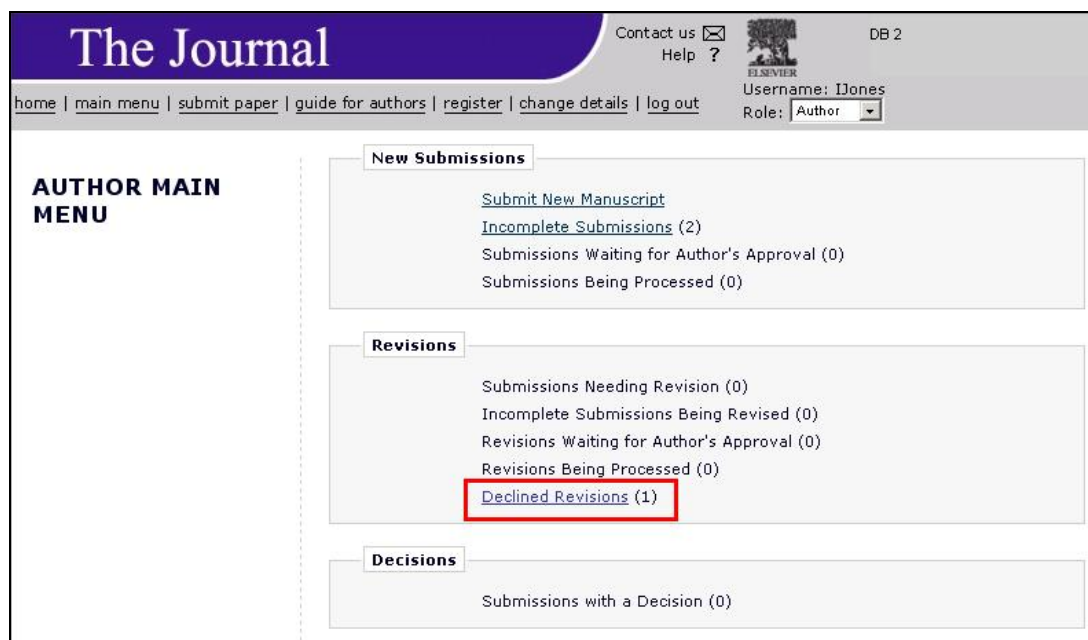 The Journal
Contact us
Help ?
ELSEVIER
DB 2
home | main menu | submit paper | guide for authors | register | change details | log out
Username: IJones
Role: Author
AUTHOR MAIN
MENU
New Submissions
Submit New Manuscript
Incomplete Submissions (2)
Submissions Waiting for Author's Approval (0)
Submissions Being Processed (0)
Revisions
Submissions Needing Revision (0)
Incomplete Submissions Being Revised (0)
Revisions Waiting for Author's Approval (0)
Revisions Being Processed (0)
Declined Revisions (1)
Decisions
Submissions with a Decision (0)